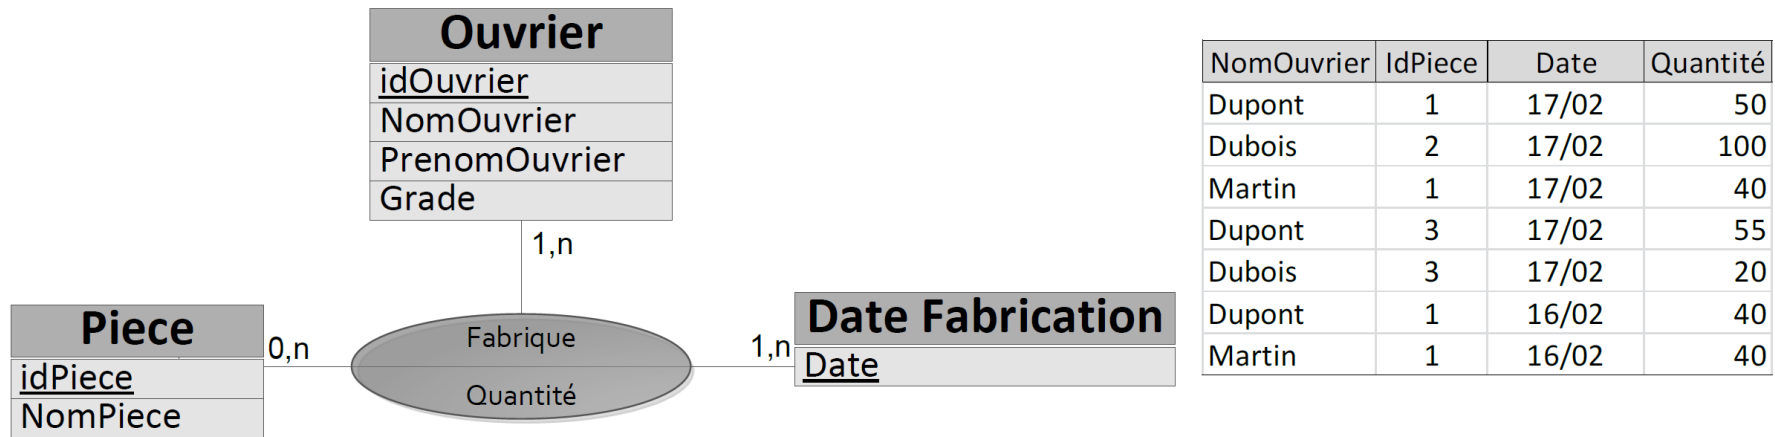 Ouvrier
idOuvrier
NomOuvrier
PrenomOuvrier
Grade
1,n
Piece
idPiece
NomPiece
0,n
Fabrique
Quantité
1,n
Date Fabrication
Date
NomOuvrier IdPiece Date Quantité
Dupont 1 17/02 50
Dubois 2 17/02 100
Martin 1 17/02 40
Dupont 3 17/02 55
Dubois 3 17/02 20
Dupont 1 16/02 40
Martin 1 16/02 40